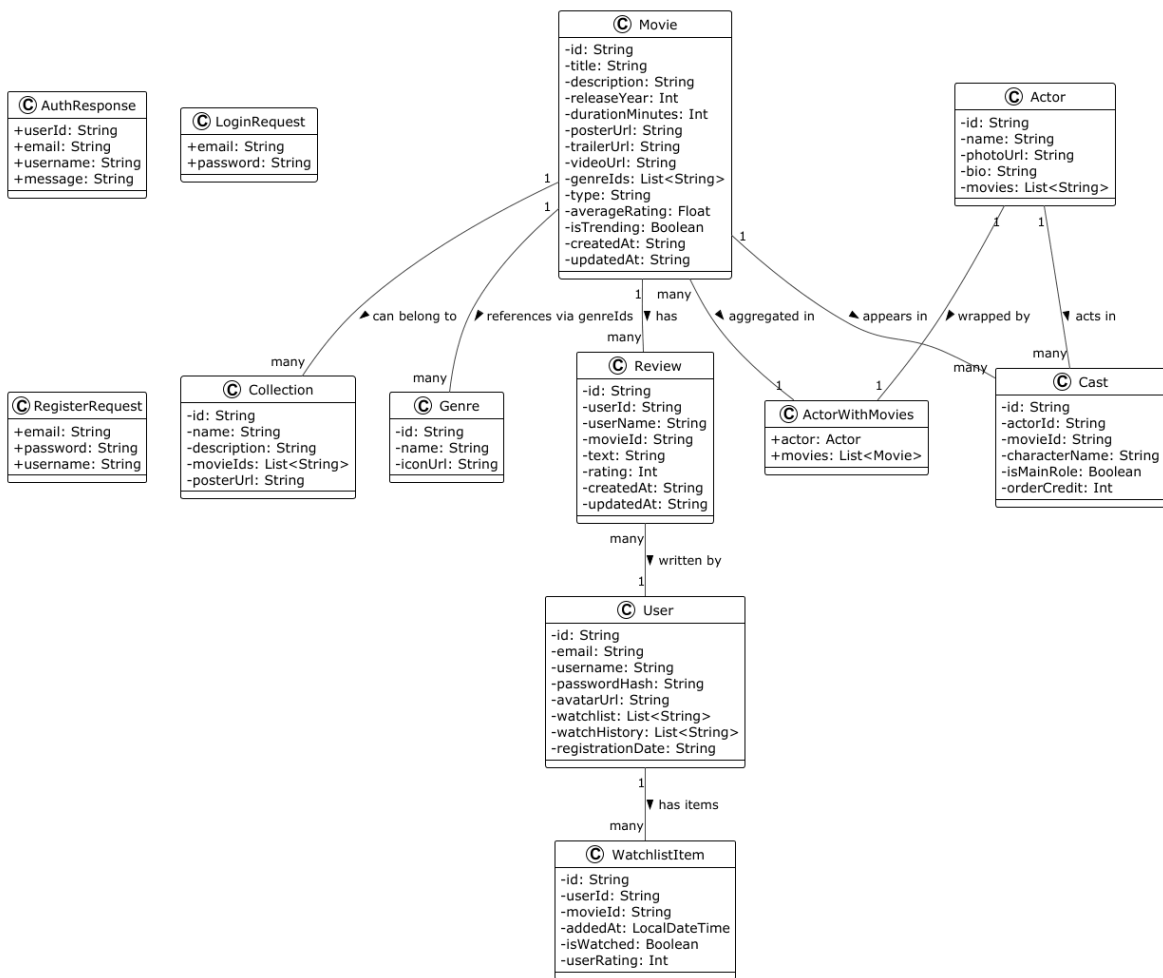 C Movie
-id: String
-title: String
-description: String
-releaseYear: Int
-durationMinutes: Int
-posterUrl: String
-trailerUrl: String
-videoUrl: String
-genreIds: List<String>
-type: String
-averageRating: Float
-isTrending: Boolean
-createdAt: String
-updatedAt: String
C AuthResponse
+userId: String
+email: String
+username: String
+message: String
C LoginRequest
+email: String
+password: String
C Actor
-id: String
-name: String
-photoUrl: String
-bio: String
-movies: List<String>
1
can belong to
many
1
references via genreIds
many
1
has
many
many
aggregated in
1
1
appears in
many
1
wrapped by
1
1
acts in
many
C RegisterRequest
+email: String
+password: String
+username: String
C Collection
-id: String
-name: String
-description: String
-movieIds: List<String>
-posterUrl: String
C Genre
-id: String
-name: String
-iconUrl: String
C Review
-id: String
-userId: String
-userName: String
-movieId: String
-text: String
-rating: Int
-createdAt: String
-updatedAt: String
C ActorWithMovies
+actor: Actor
+movies: List<Movie>
C Cast
-id: String
-actorId: String
-movieId: String
-characterName: String
-isMainRole: Boolean
-orderCredit: Int
many
written by
1
C User
-id: String
-email: String
-username: String
-passwordHash: String
-avatarUrl: String
-watchlist: List<String>
-watchHistory: List<String>
-registrationDate: String
1
has items
many
C WatchlistItem
-id: String
-userId: String
-movieId: String
-addedAt: LocalDateTime
-isWatched: Boolean
-userRating: Int